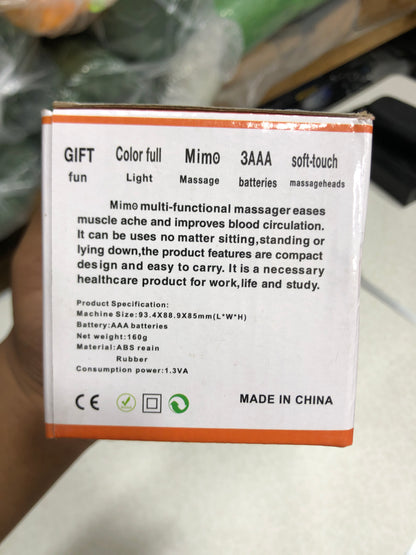 GIFT Color full Mimo 3AAA soft-touch
fun Light Massage batteries massageheads
Mimo multi-functional massager eases
muscle ache and improves blood circulation.
It can be uses no matter sitting,standing or
lying down,the product features are compact
design and easy to carry. It is a necessary
healthcare product for work,life and study.
Product Specification:
Machine Size:93.4X88.9X85mm(L*W*H)
Battery:AAA batteries
Net weight:160g
Material:ABS reain
Rubber
Consumption power:1.3VA
CE MADE IN CHINA